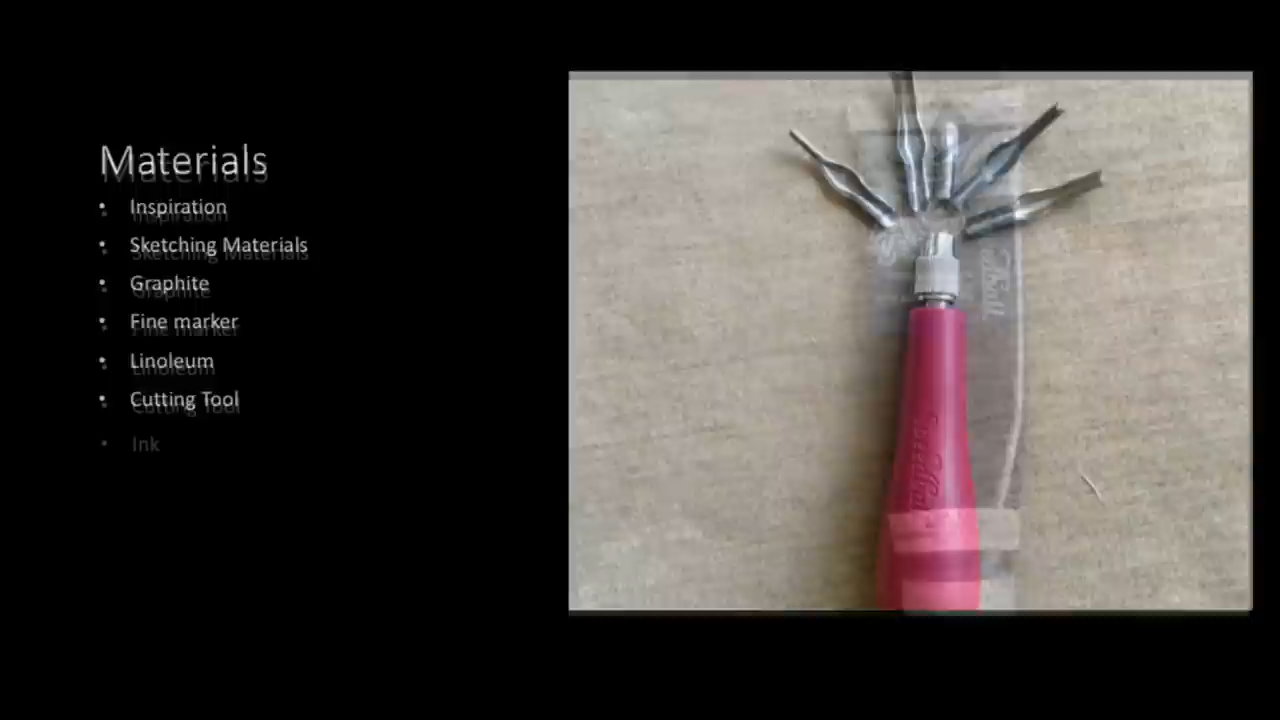 Materials
• Inspiration
• Sketching Materials
• Graphite
• Fine marker
• Linoleum
• Cutting Tool
• Ink